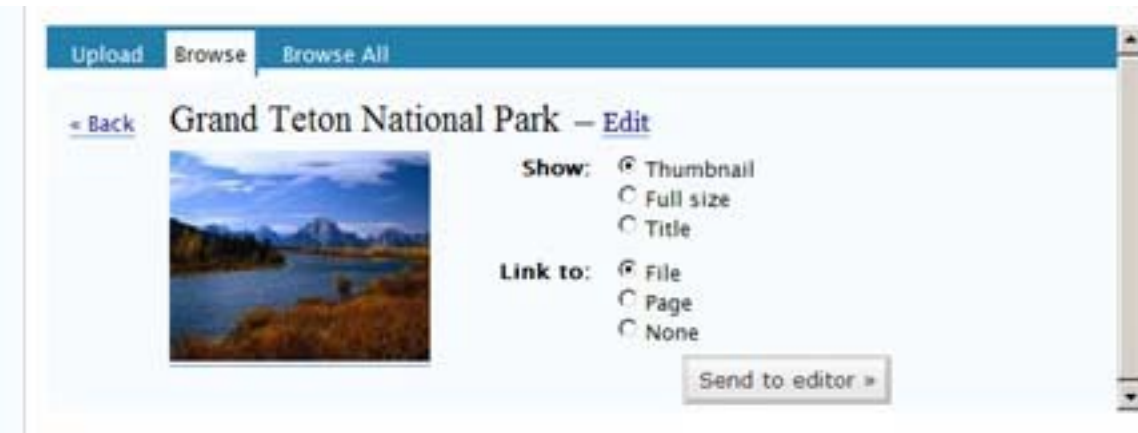 Upload Browse Browse All
« Back Grand Teton National Park – Edit
Show: Thumbnail
Full size
Title
Link to: File
Page
None
Send to editor »